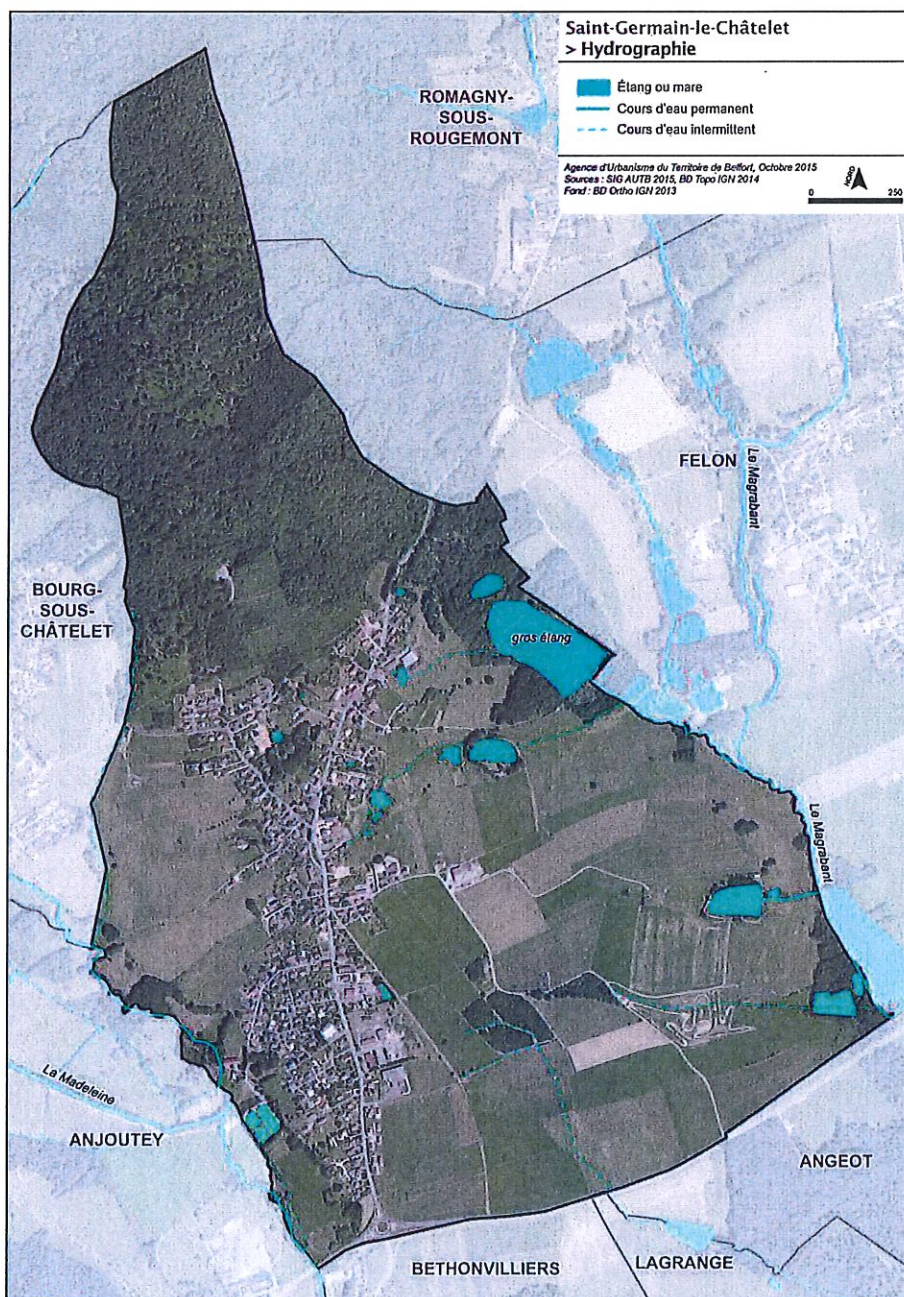 Saint-Germain-le-Châtelet
> Hydrographie
Étang ou mare
Cours d'eau permanent
Cours d'eau intermittent
Agence d'Urbanisme du Territoire de Belfort, Octobre 2015
Sources : SIG AUTB 2015, BD Topo IGN 2014
Fond : BD Ortho IGN 2013
NORD
0 250
ROMAGNY-
SOUS-
ROUGEMONT
FELON
Le Magrabant
BOURG-
SOUS-
CHÂTELET
gros étang
Le Magrabant
La Madeleine
ANJOUTEY
ANGEOT
BETHONVILLIERS
LAGRANGE